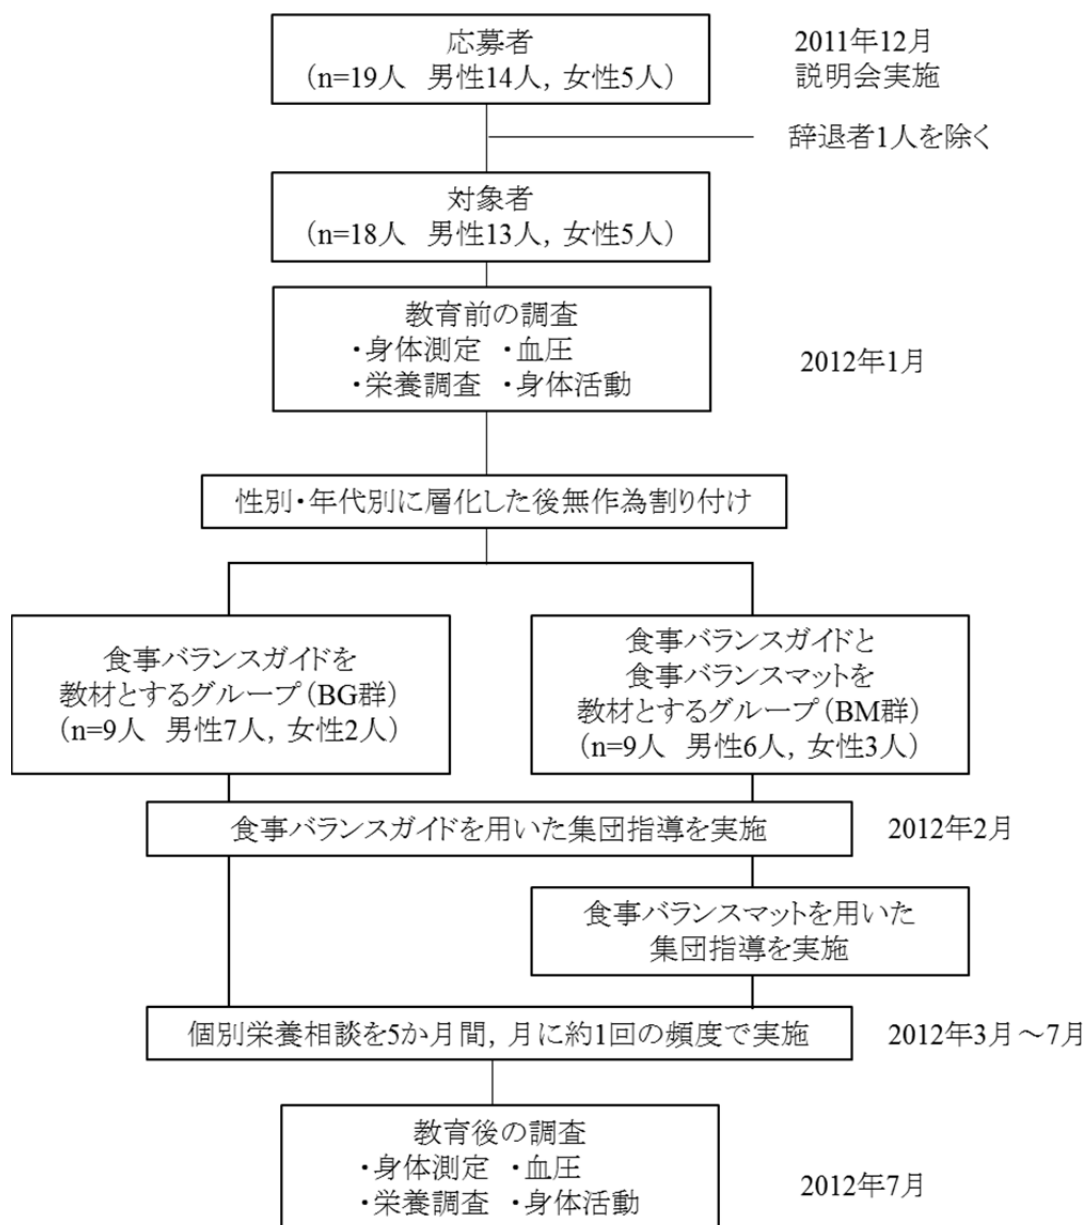 応募者
（n=19人　男性14人，女性5人）
2011年12月
説明会実施
辞退者1人を除く
対象者
（n=18人　男性13人，女性5人）
教育前の調査
・身体測定　・血圧
・栄養調査　・身体活動
2012年1月
性別・年代別に層化した後無作為割り付け
食事バランスガイドを
教材とするグループ（BG群）
（n=9人　男性7人，女性2人）
食事バランスガイドと
食事バランスマットを
教材とするグループ（BM群）
（n=9人　男性6人，女性3人）
食事バランスガイドを用いた集団指導を実施
2012年2月
食事バランスマットを用いた
集団指導を実施
個別栄養相談を5か月間，月に約1回の頻度で実施
2012年3月～7月
教育後の調査
・身体測定　・血圧
・栄養調査　・身体活動
2012年7月